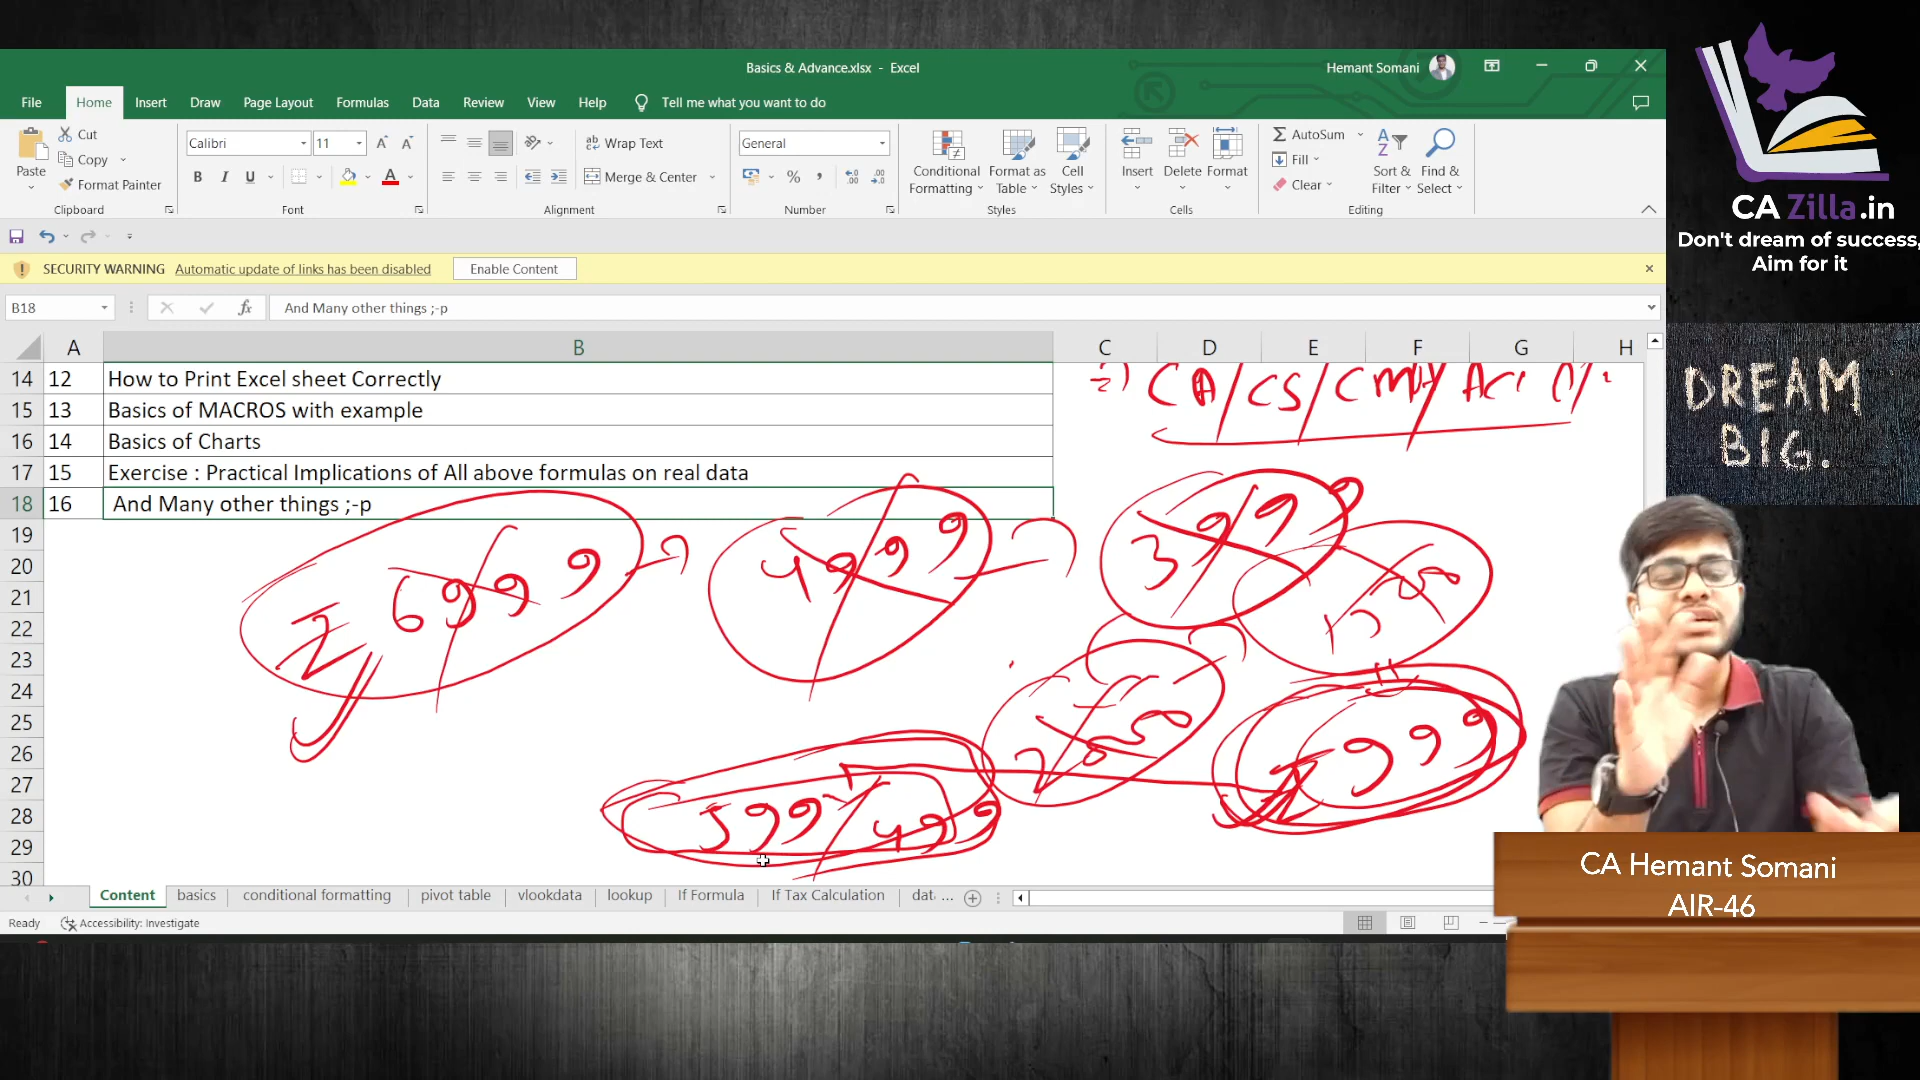 Basics & Advance.xlsx - Excel
Hemant Somani
File Home Insert Draw Page Layout Formulas Data Review View Help Tell me what you want to do
Paste
Cut
Copy
Format Painter
Clipboard
Calibri 11
B I U A
Font
Wrap Text
Merge & Center
Alignment
General
%
Number
Conditional Formatting
Format as Table
Cell Styles
Styles
Insert Delete Format
Cells
AutoSum
Fill
Clear
Sort & Filter
Find & Select
Editing
SECURITY WARNING Automatic update of links has been disabled Enable Content
B18 fx And Many other things ;-p
A B C D E F G H
14 12 How to Print Excel sheet Correctly
15 13 Basics of MACROS with example
16 14 Basics of Charts
17 15 Exercise : Practical Implications of All above formulas on real data
18 16 And Many other things ;-p
19
20
21
22
23
24
25
26
27
28
29
30
CA/CS/CMA/
6999
4999
3999
599/499
Content basics conditional formatting pivot table vlookdata lookup If Formula If Tax Calculation dat ...
Ready Accessibility: Investigate
CA Zilla.in
Don't dream of success,
Aim for it
DREAM
BIG.
CA Hemant Somani
AIR-46